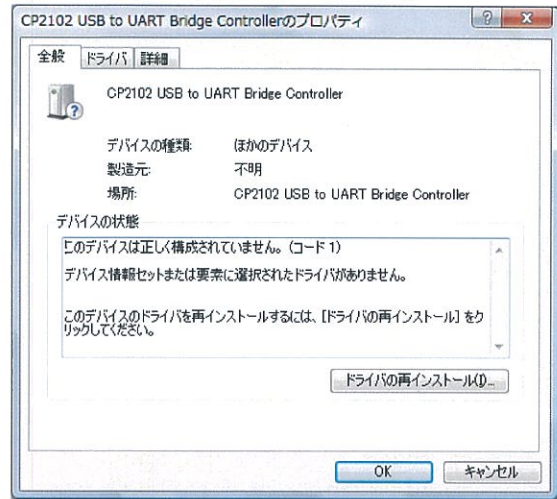 CP2102 USB to UART Bridge Controllerのプロパティ
全般 ドライバ 詳細
CP2102 USB to UART Bridge Controller
デバイスの種類: ほかのデバイス
製造元: 不明
場所: CP2102 USB to UART Bridge Controller
デバイスの状態
このデバイスは正しく構成されていません。(コード 1)
デバイス情報セットまたは要素に選択されたドライバがありません。
このデバイスのドライバを再インストールするには、[ドライバの再インストール] をク
リックしてください。
ドライバの再インストール(I)...
OK キャンセル